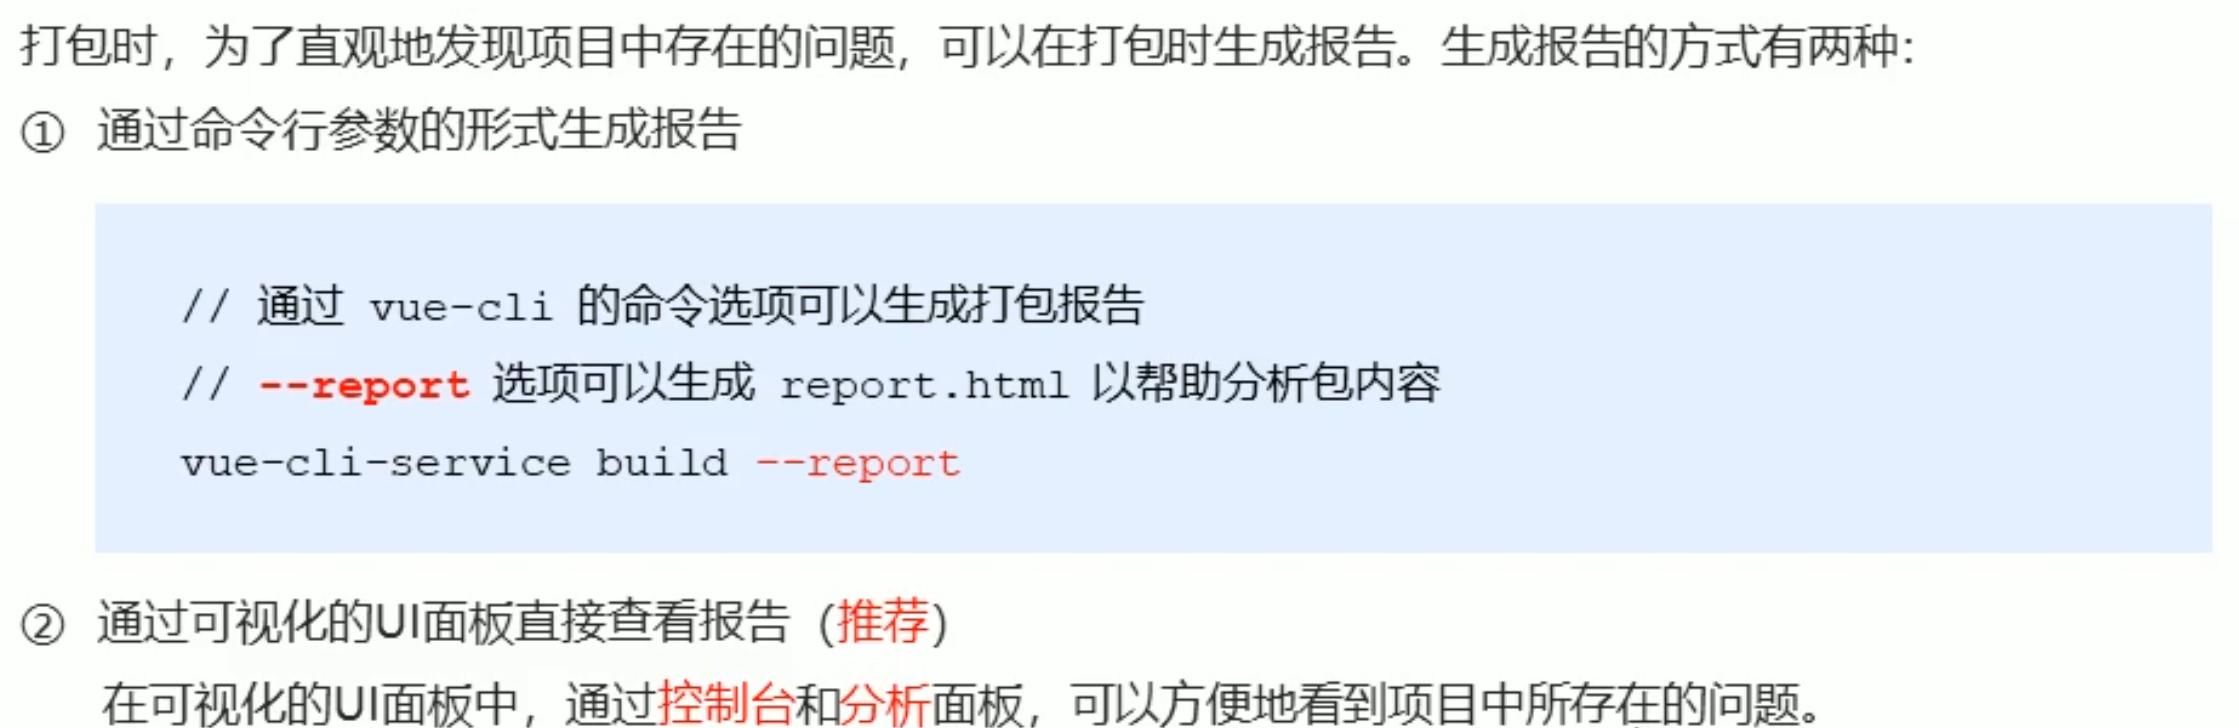 打包时，为了直观地发现项目中存在的问题，可以在打包时生成报告。生成报告的方式有两种：
① 通过命令行参数的形式生成报告
// 通过 vue-cli 的命令选项可以生成打包报告
// --report 选项可以生成 report.html 以帮助分析包内容
vue-cli-service build --report
② 通过可视化的UI面板直接查看报告（推荐）
在可视化的UI面板中，通过控制台和分析面板，可以方便地看到项目中所存在的问题。